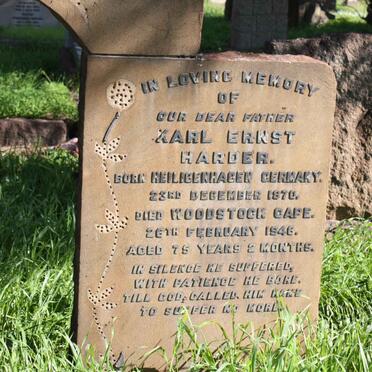 IN LOVING MEMORY
OF
OUR DEAR FATHER
KARL ERNST
HARDER.
BORN HEILIGENHAGEN GERMANY.
23RD DECEMBER 1870.
DIED WOODSTOCK CAPE.
26TH FEBRUARY 1946.
AGED 75 YEARS 2 MONTHS.
IN SILENCE HE SUFFERED,
WITH PATIENCE HE BORE.
TILL GOD, CALLED HIM HOME
TO SUFFER NO MORE